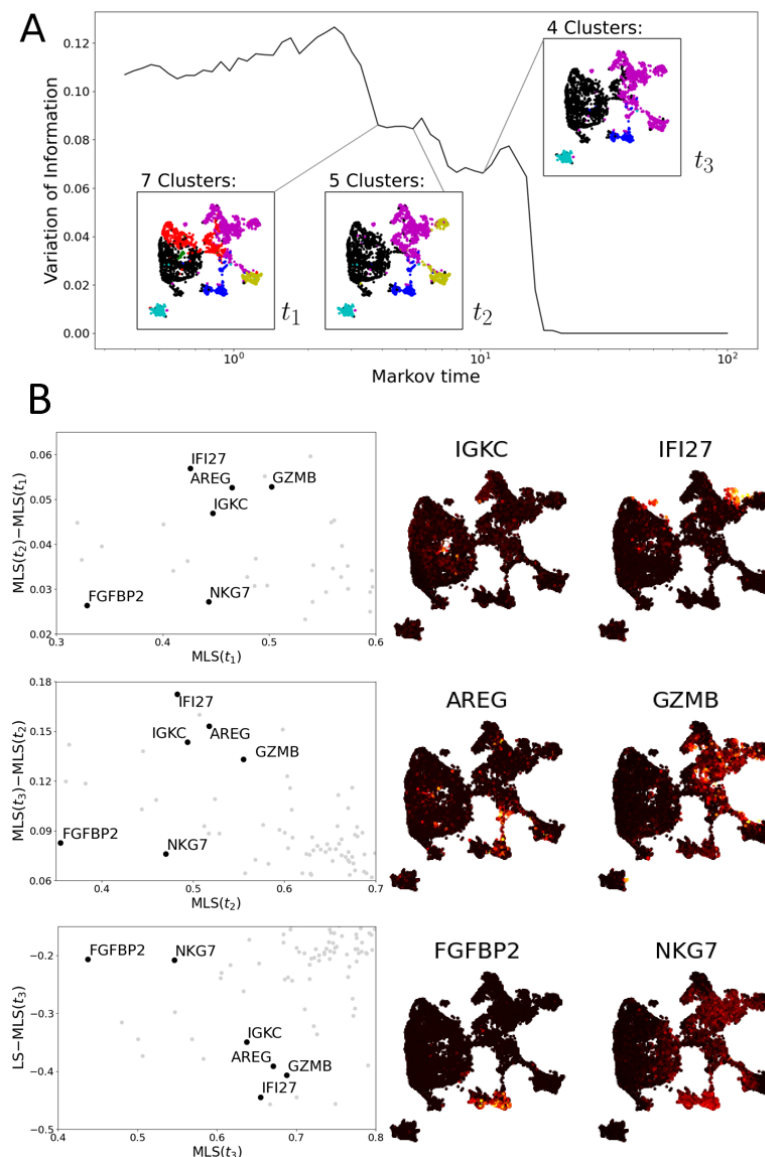 A
4 Clusters:
0.12
0.10
0.08
0.06
0.04
0.02
0.00
Variation of Information
t₃
7 Clusters:
5 Clusters:
t₁
t₂
10⁰
10¹
10²
Markov time
B
0.06
0.05
0.04
0.03
0.02
MLS(t₂)−MLS(t₁)
IFI27
AREG
GZMB
IGKC
FGFBP2
NKG7
0.3
0.4
0.5
0.6
MLS(t₁)
IGKC
IFI27
0.18
0.15
0.12
0.09
0.06
MLS(t₃)−MLS(t₂)
IFI27
IGKC
AREG
GZMB
FGFBP2
NKG7
0.4
0.5
0.6
0.7
MLS(t₂)
AREG
GZMB
−0.2
−0.3
−0.4
−0.5
LS−MLS(t₃)
FGFBP2
NKG7
IGKC
AREG
GZMB
IFI27
0.4
0.5
0.6
0.7
0.8
MLS(t₃)
FGFBP2
NKG7